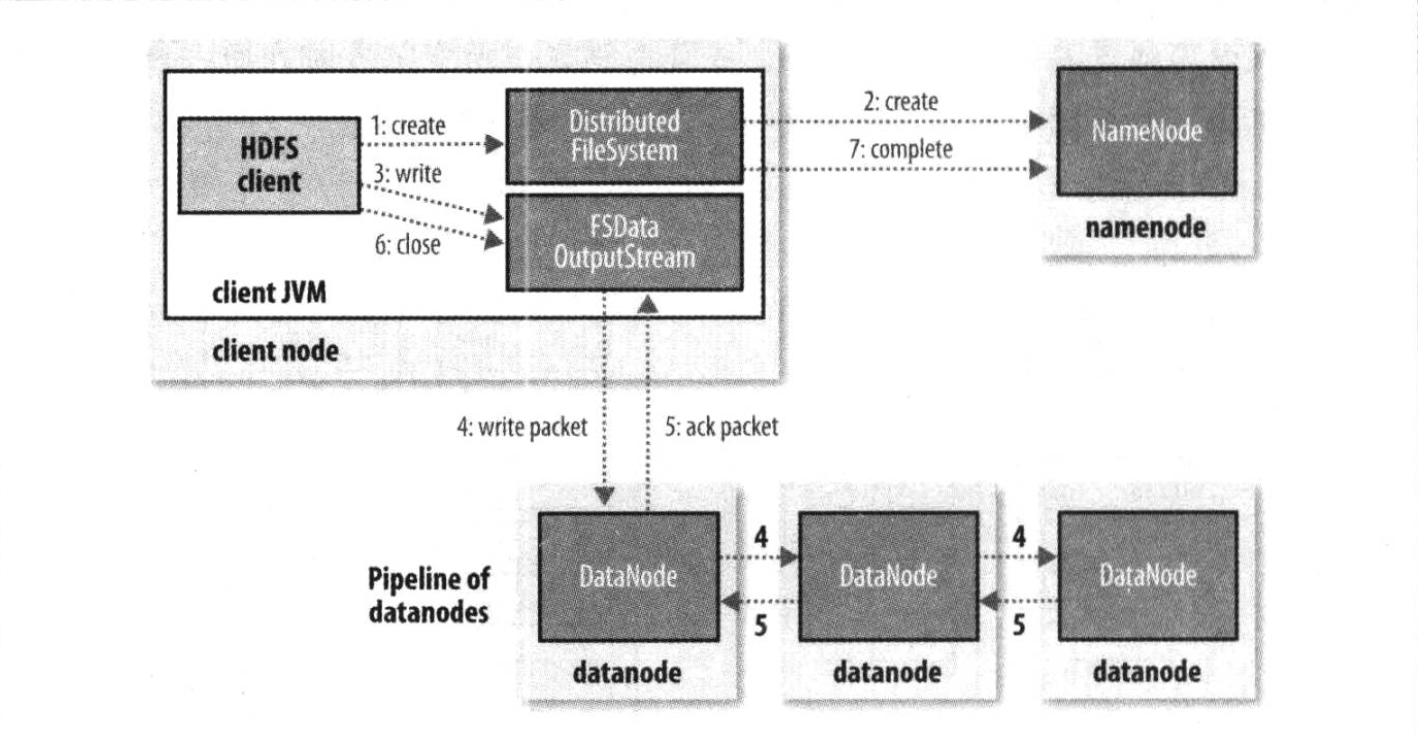 HDFS
client
1: create
3: write
6: close
Distributed
FileSystem
FSData
OutputStream
client JVM
client node
2: create
7: complete
NameNode
namenode
4: write packet
5: ack packet
Pipeline of
datanodes
DataNode
datanode
4
5
DataNode
datanode
4
5
DataNode
datanode